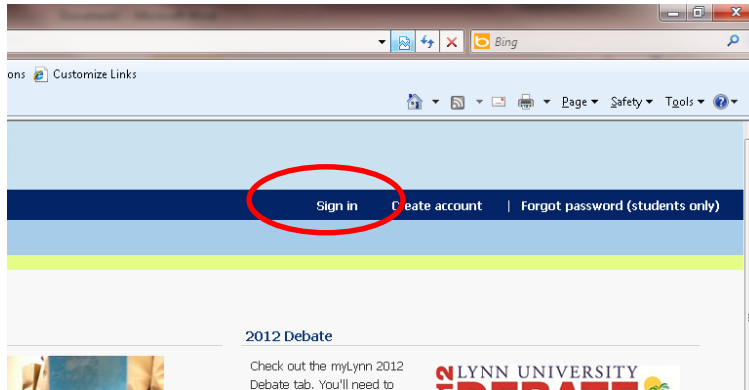 Bing
ons Customize Links
Page Safety Tools
Sign in Create account | Forgot password (students only)
2012 Debate
Check out the myLynn 2012
Debate tab. You'll need to
LYNN UNIVERSITY
DEBATE